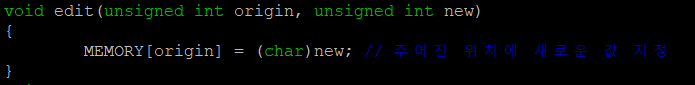 void edit(unsigned int origin, unsigned int new)
{
MEMORY[origin] = (char)new; // 주어진 위치에 새로운 값 지정
}